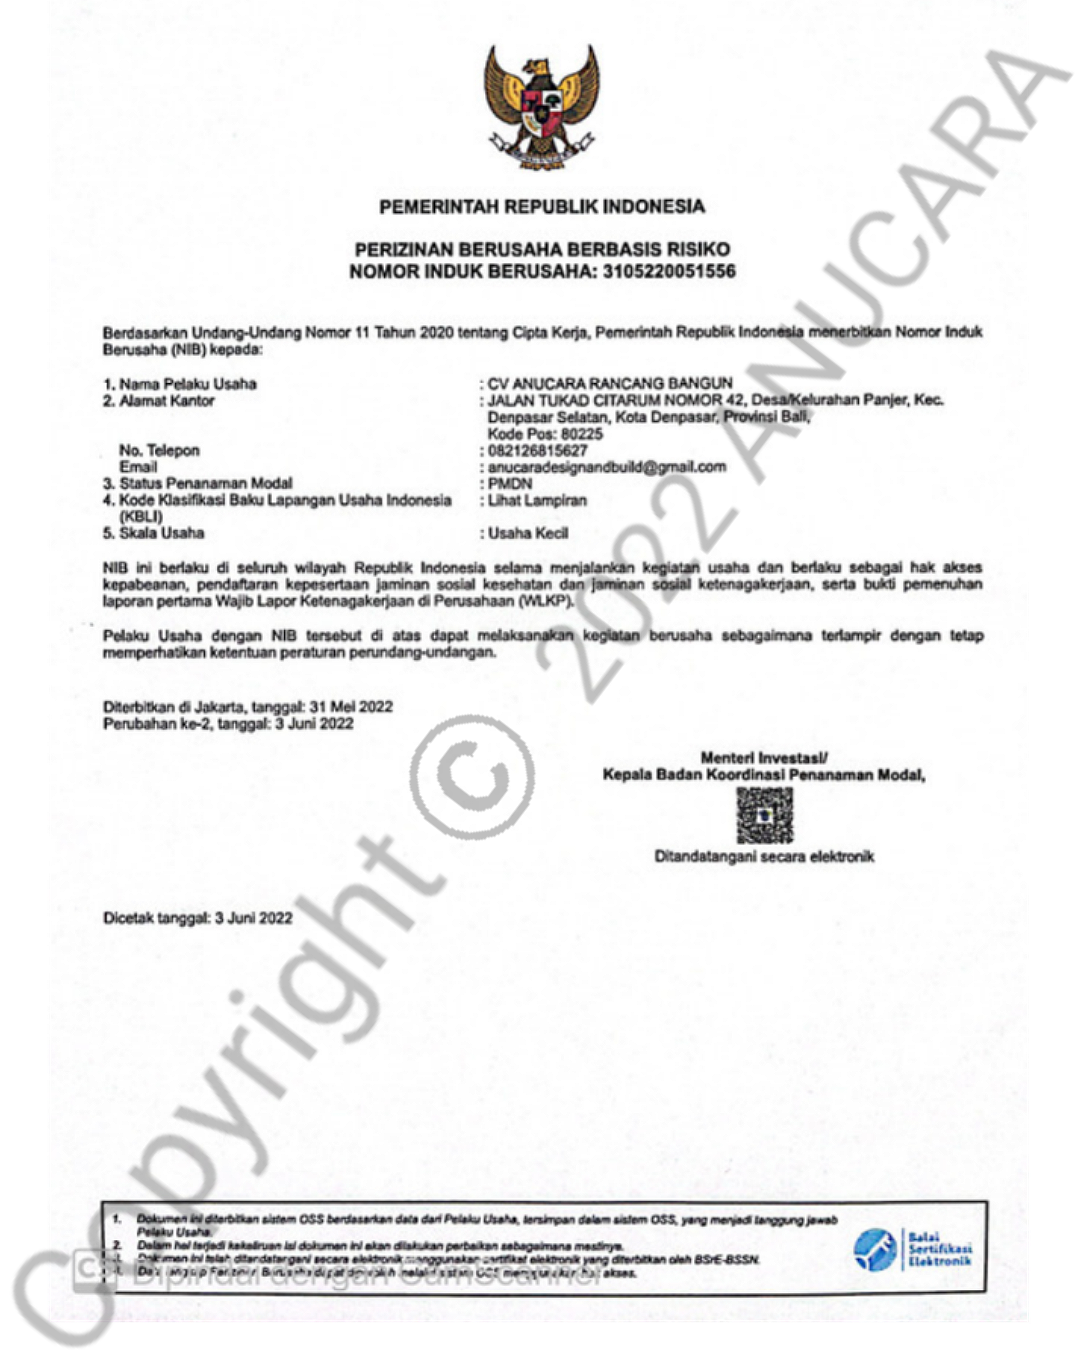 PEMERINTAH REPUBLIK INDONESIA
PERIZINAN BERUSAHA BERBASIS RISIKO
NOMOR INDUK BERUSAHA: 3105220051556
Berdasarkan Undang-Undang Nomor 11 Tahun 2020 tentang Cipta Kerja, Pemerintah Republik Indonesia menerbitkan Nomor Induk
Berusaha (NIB) kepada:
1. Nama Pelaku Usaha : CV ANUCARA RANCANG BANGUN
2. Alamat Kantor : JALAN TUKAD CITARUM NOMOR 42, Desa/Kelurahan Panjer, Kec.
Denpasar Selatan, Kota Denpasar, Provinsi Bali,
Kode Pos: 80225
No. Telepon : 082126815627
Email : anucaradesignandbuild@gmail.com
3. Status Penanaman Modal : PMDN
4. Kode Klasifikasi Baku Lapangan Usaha Indonesia : Lihat Lampiran
(KBLI)
5. Skala Usaha : Usaha Kecil
NIB ini berlaku di seluruh wilayah Republik Indonesia selama menjalankan kegiatan usaha dan berlaku sebagai hak akses
kepabeanan, pendaftaran kepesertaan jaminan sosial kesehatan dan jaminan sosial ketenagakerjaan, serta bukti pemenuhan
laporan pertama Wajib Lapor Ketenagakerjaan di Perusahaan (WLKP).
Pelaku Usaha dengan NIB tersebut di atas dapat melaksanakan kegiatan berusaha sebagaimana terlampir dengan tetap
memperhatikan ketentuan peraturan perundang-undangan.
Diterbitkan di Jakarta, tanggal: 31 Mei 2022
Perubahan ke-2, tanggal: 3 Juni 2022
Menteri Investasi/
Kepala Badan Koordinasi Penanaman Modal,
Ditandatangani secara elektronik
Dicetak tanggal: 3 Juni 2022
1. Dokumen ini diterbitkan sistem OSS berdasarkan data dari Pelaku Usaha, tersimpan dalam sistem OSS, yang menjadi tanggung jawab
Pelaku Usaha.
2. Dalam hal terjadi kekeliruan isi dokumen ini akan dilakukan perbaikan sebagaimana mestinya.
3. Dokumen ini telah ditandatangani secara elektronik menggunakan sertifikat elektronik yang diterbitkan oleh BSrE-BSSN.
4. Data lengkap Perizinan Berusaha dapat diperoleh melalui sistem OSS menggunakan hak akses.
Balai
Sertifikasi
Elektronik
CS Dipindai dengan CamScanner
Copyright © 2022 ANUCARA